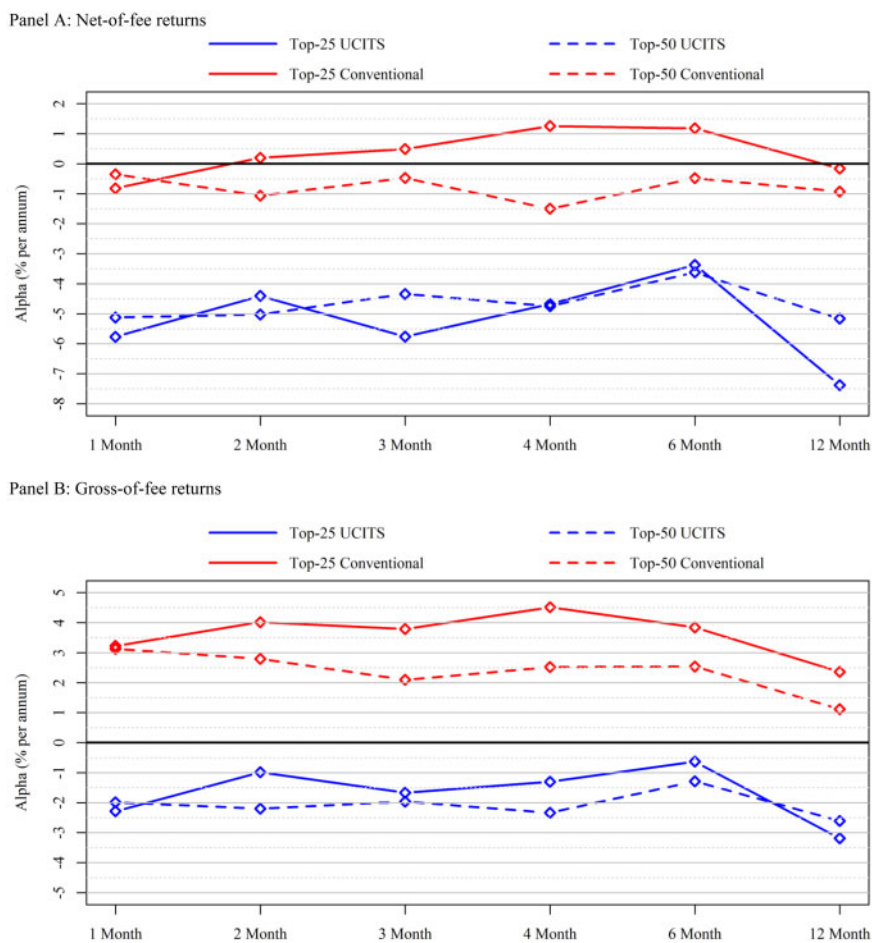 Panel A: Net-of-fee returns
Top-25 UCITS Top-50 UCITS
Top-25 Conventional Top-50 Conventional
Alpha (% per annum)
2
1
0
-1
-2
-3
-4
-5
-6
-7
-8
1 Month 2 Month 3 Month 4 Month 6 Month 12 Month
Panel B: Gross-of-fee returns
Top-25 UCITS Top-50 UCITS
Top-25 Conventional Top-50 Conventional
Alpha (% per annum)
5
4
3
2
1
0
-1
-2
-3
-4
-5
1 Month 2 Month 3 Month 4 Month 6 Month 12 Month